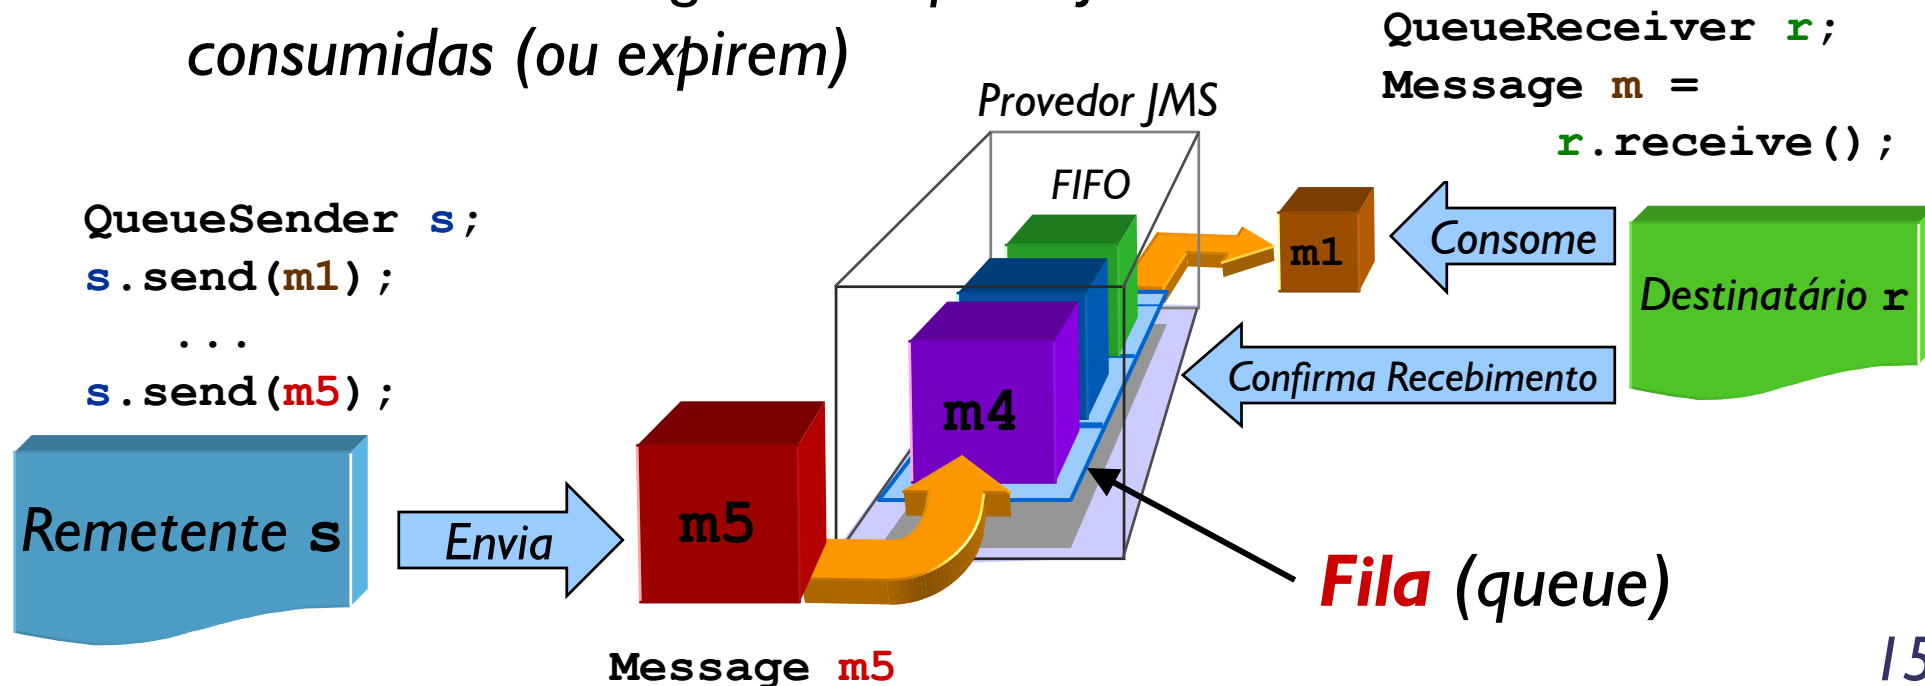 consumidas (ou expirem)
QueueReceiver r;
Message m =
r.receive();
Provedor JMS
FIFO
QueueSender s;
s.send(m1);
...
s.send(m5);
m1
Consome
Destinatário r
Confirma Recebimento
m4
m5
Remetente s
Envia
Fila (queue)
Message m5
15